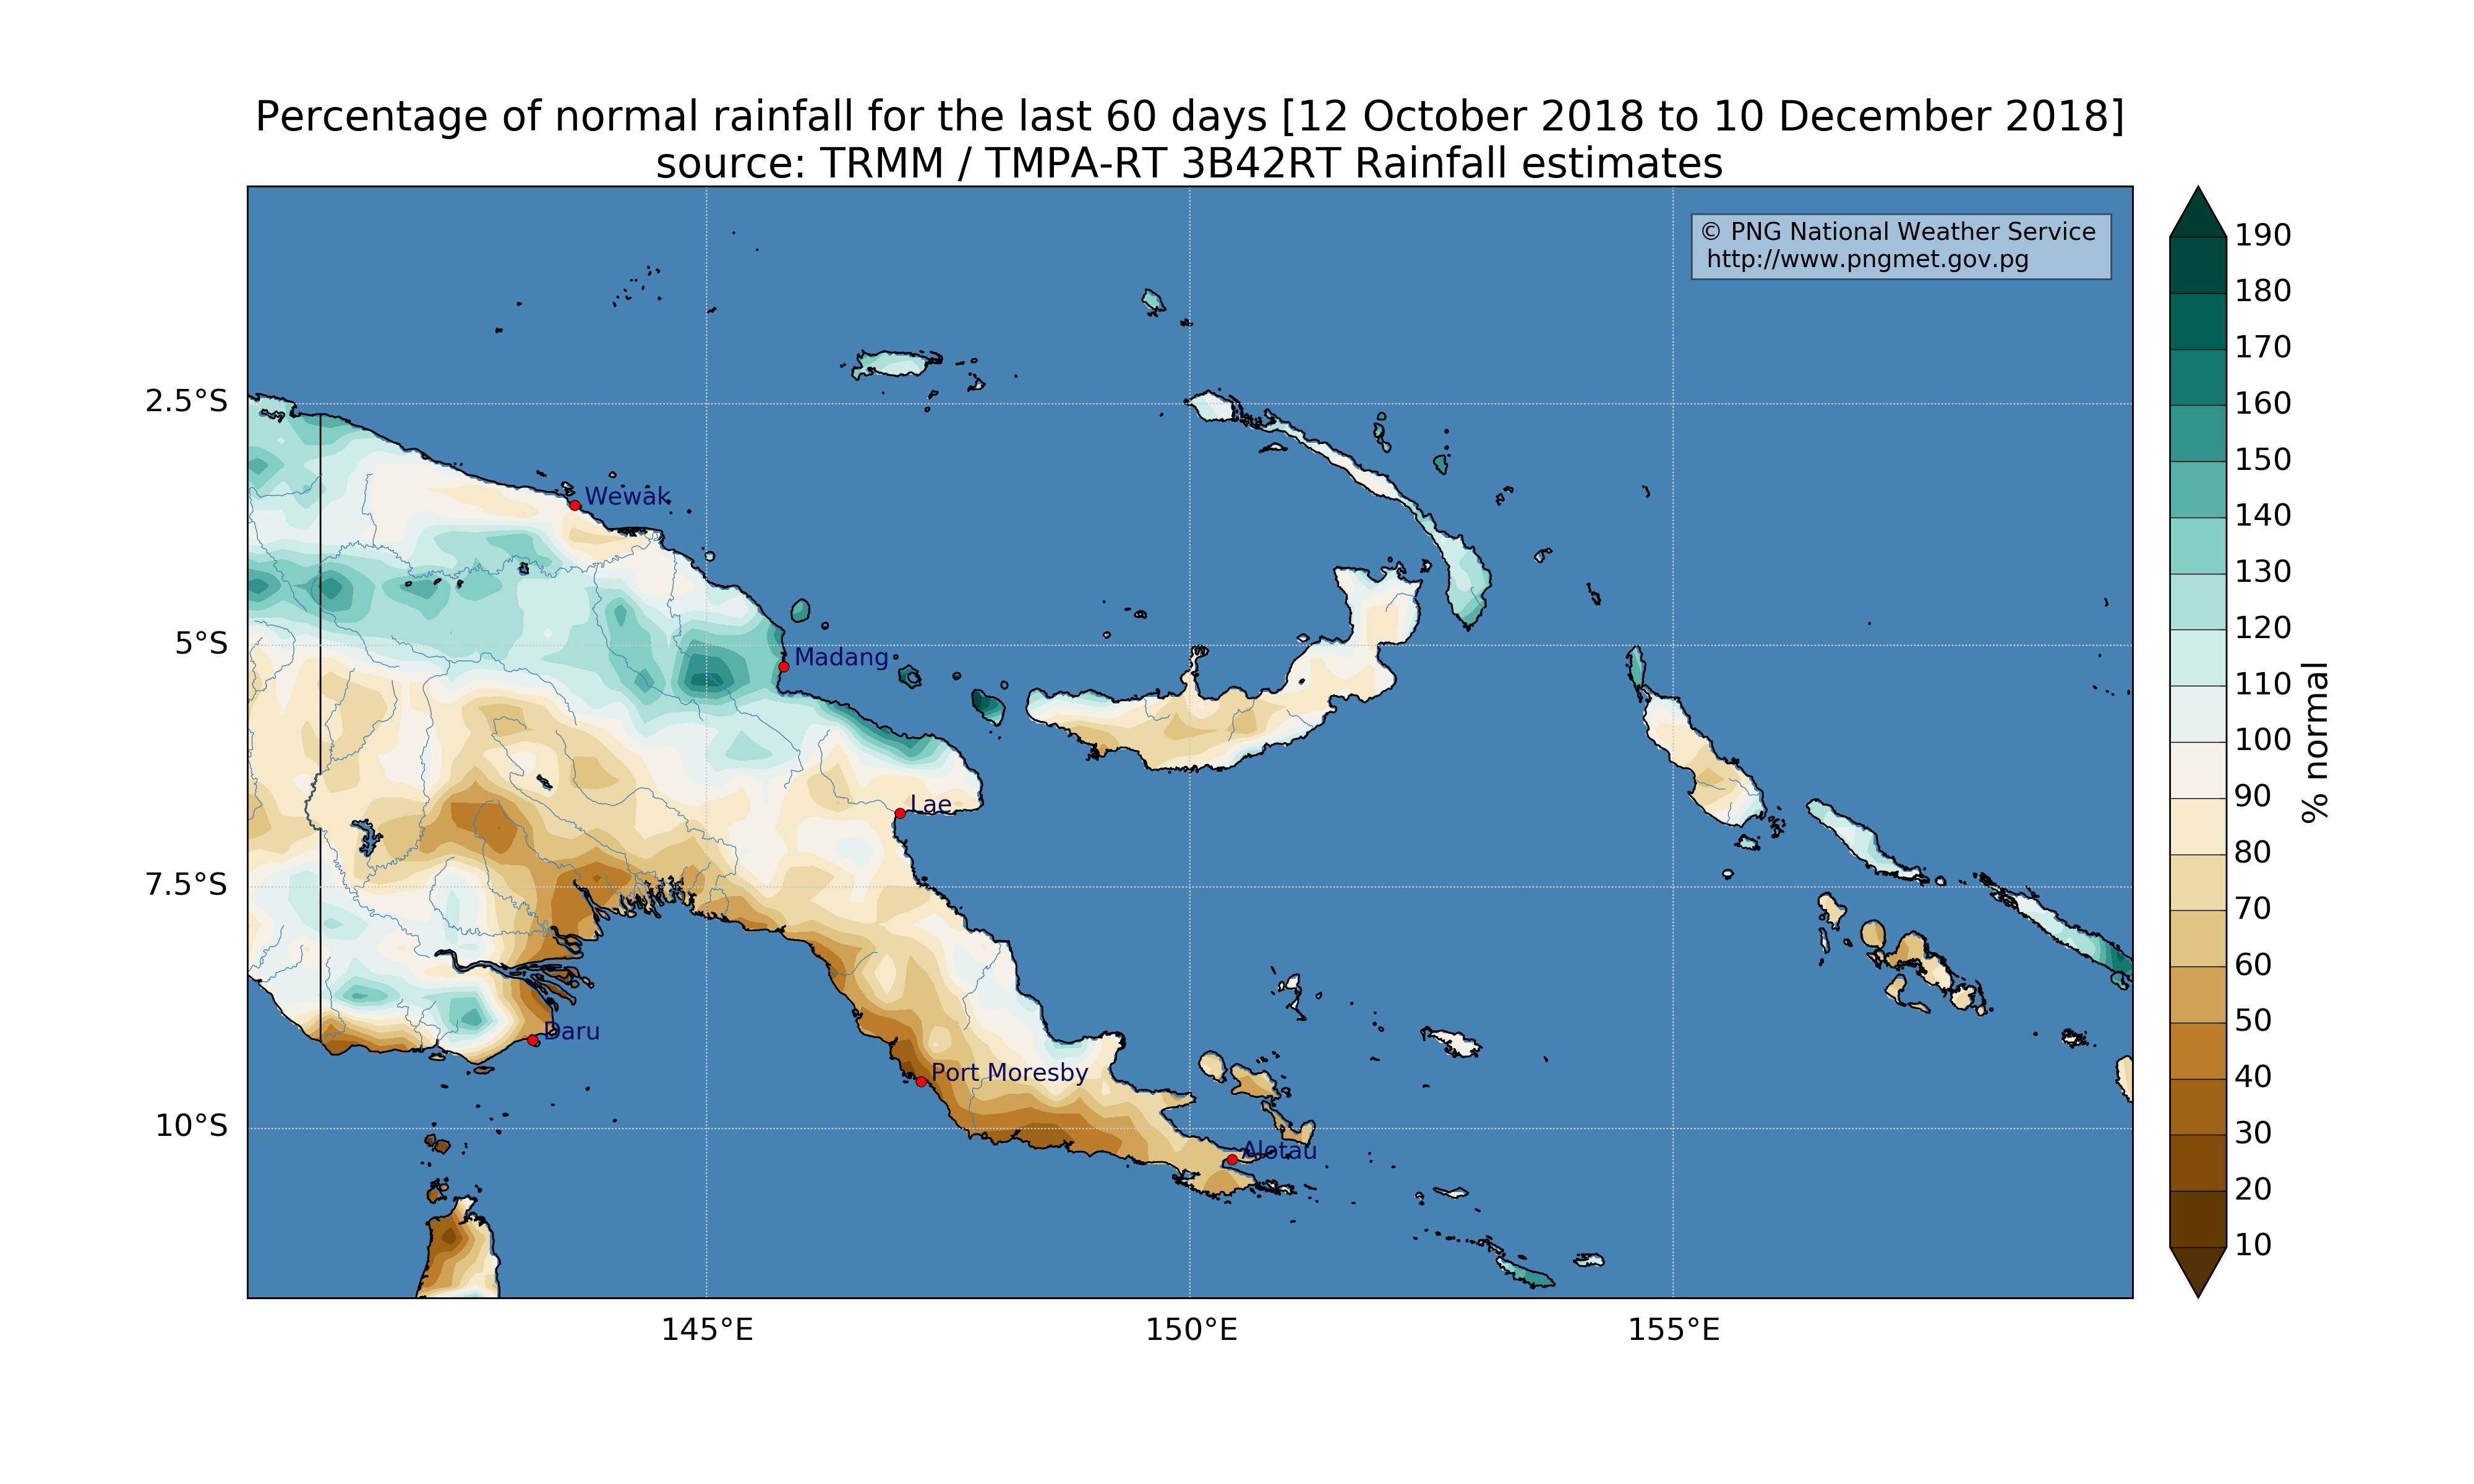 Percentage of normal rainfall for the last 60 days [12 October 2018 to 10 December 2018]
source: TRMM / TMPA-RT 3B42RT Rainfall estimates
© PNG National Weather Service
http://www.pngmet.gov.pg
2.5°S
5°S
7.5°S
10°S
Wewak
Madang
Lae
Daru
Port Moresby
Alotau
145°E
150°E
155°E
190
180
170
160
150
140
130
120
110
100
90
80
70
60
50
40
30
20
10
% normal